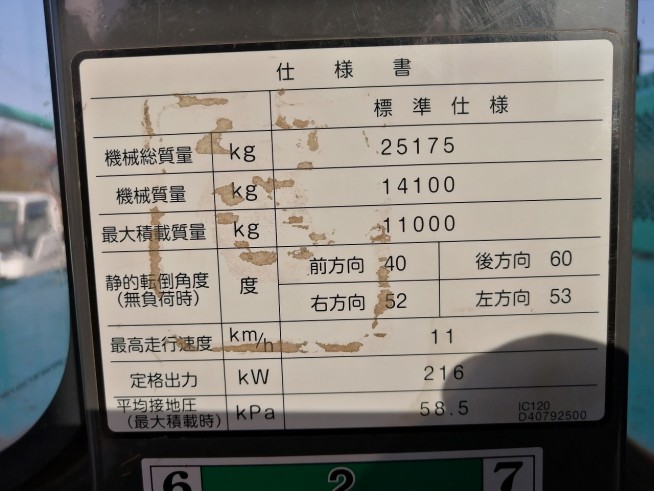 仕様書
標準仕様
機械総質量 kg 25175
機械質量 kg 14100
最大積載質量 kg 11000
静的転倒角度 度 前方向 40 後方向 60
(無負荷時) 右方向 52 左方向 53
最高走行速度 km/h 11
定格出力 kW 216
平均接地圧 kPa 58.5 IC120
(最大積載時) D40792500
6 2 7